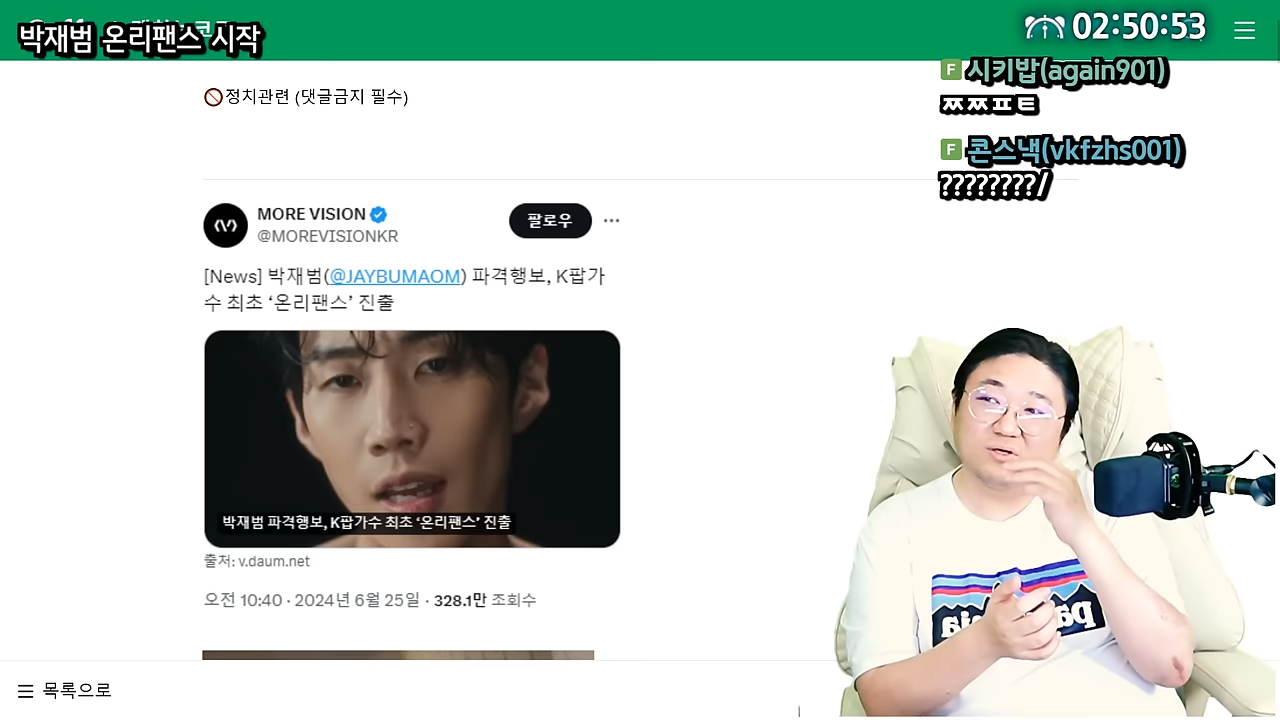 박재범 온리팬스 시작
02:50:53
F 시키밥(again901)
ㅉㅉㅍㅌ
F 콘스낵(vkfzhs001)
????????/
🚫정치관련 (댓글금지 필수)
MORE VISION
@MOREVISIONKR
팔로우
[News] 박재범(@JAYBUMAOM) 파격행보, K팝가
수 최초 ‘온리팬스’ 진출
박재범 파격행보, K팝가수 최초 ‘온리팬스’ 진출
출처: v.daum.net
오전 10:40 · 2024년 6월 25일 · 328.1만 조회수
목록으로